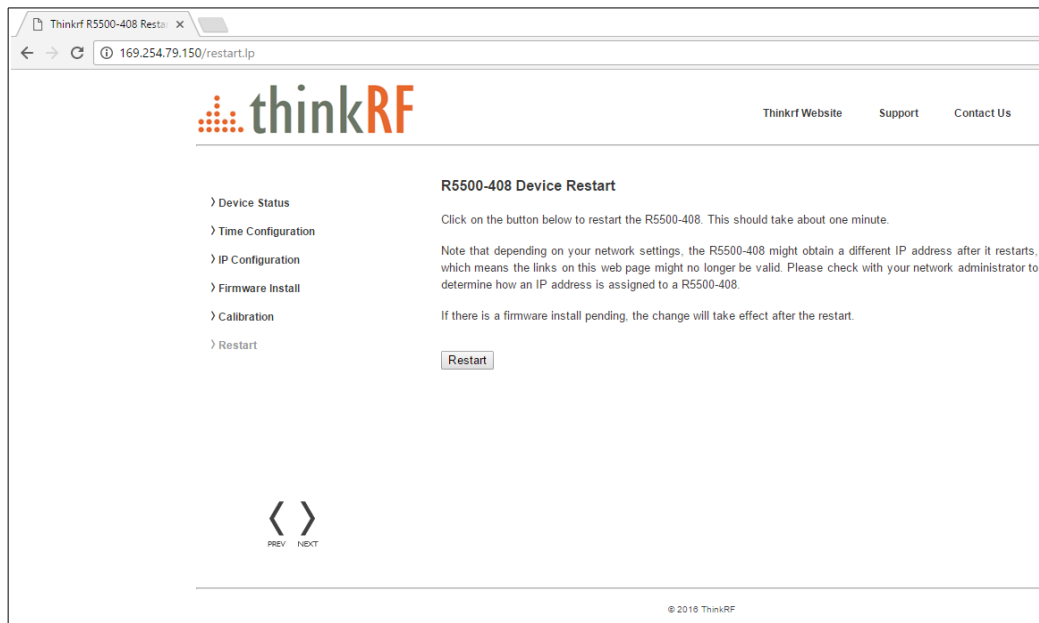 Thinkrf R5500-408 Resta
169.254.79.150/restart.lp
thinkRF
Thinkrf Website Support Contact Us
Device Status
Time Configuration
IP Configuration
Firmware Install
Calibration
Restart
R5500-408 Device Restart
Click on the button below to restart the R5500-408. This should take about one minute.
Note that depending on your network settings, the R5500-408 might obtain a different IP address after it restarts,
which means the links on this web page might no longer be valid. Please check with your network administrator to
determine how an IP address is assigned to a R5500-408.
If there is a firmware install pending, the change will take effect after the restart.
Restart
PREV NEXT
© 2016 ThinkRF